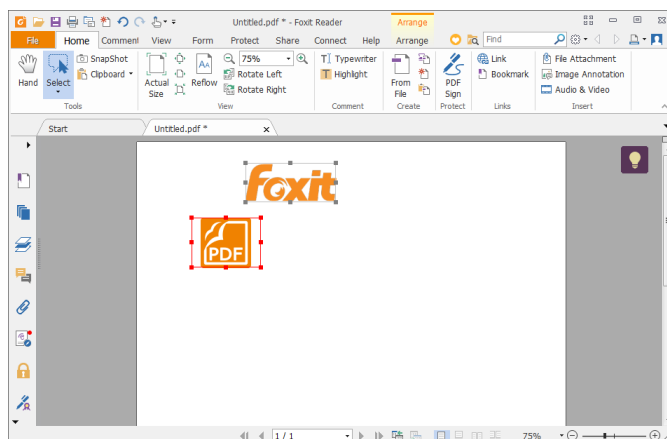 Untitled.pdf * - Foxit Reader
Arrange
File Home Comment View Form Protect Share Connect Help Arrange Find
SnapShot
Clipboard
Hand Select
Actual Size
Reflow
75%
Rotate Left
Rotate Right
Typewriter
Highlight
From File
PDF Sign
Link
Bookmark
File Attachment
Image Annotation
Audio & Video
Tools View Comment Create Protect Links Insert
Start Untitled.pdf * x
foxit
PDF
1 / 1 75%